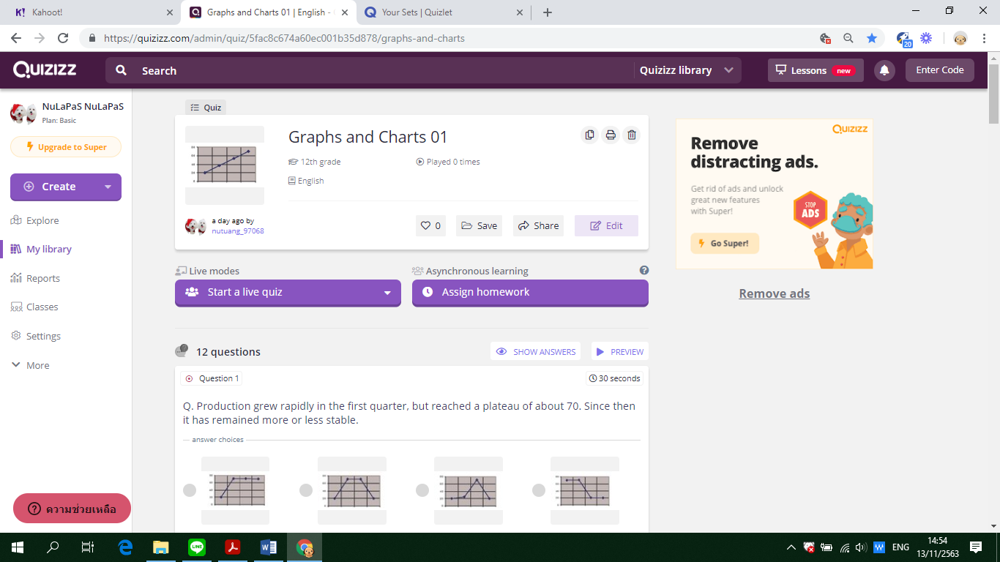 Kahoot!
Graphs and Charts 01 | English -
Your Sets | Quizlet
https://quizizz.com/admin/quiz/5fac8c674a60ec001b35d878/graphs-and-charts
20
QUIZIZZ
Search
Quizizz library
Lessons new
Enter Code
NuLaPaS NuLaPaS
Plan: Basic
Upgrade to Super
Create
Explore
My library
Reports
Classes
Settings
More
ความช่วยเหลือ
Quiz
Graphs and Charts 01
12th grade
Played 0 times
English
a day ago by
nutuang_97068
0
Save
Share
Edit
Live modes
Start a live quiz
Asynchronous learning
Assign homework
12 questions
SHOW ANSWERS
PREVIEW
Question 1
30 seconds
Q. Production grew rapidly in the first quarter, but reached a plateau of about 70. Since then
it has remained more or less stable.
answer choices
QUIZIZZ
Remove
distracting ads.
Get rid of ads and unlock
great new features
with Super!
STOP
ADS
Go Super!
Remove ads
LINE
ENG
14:54
13/11/2563